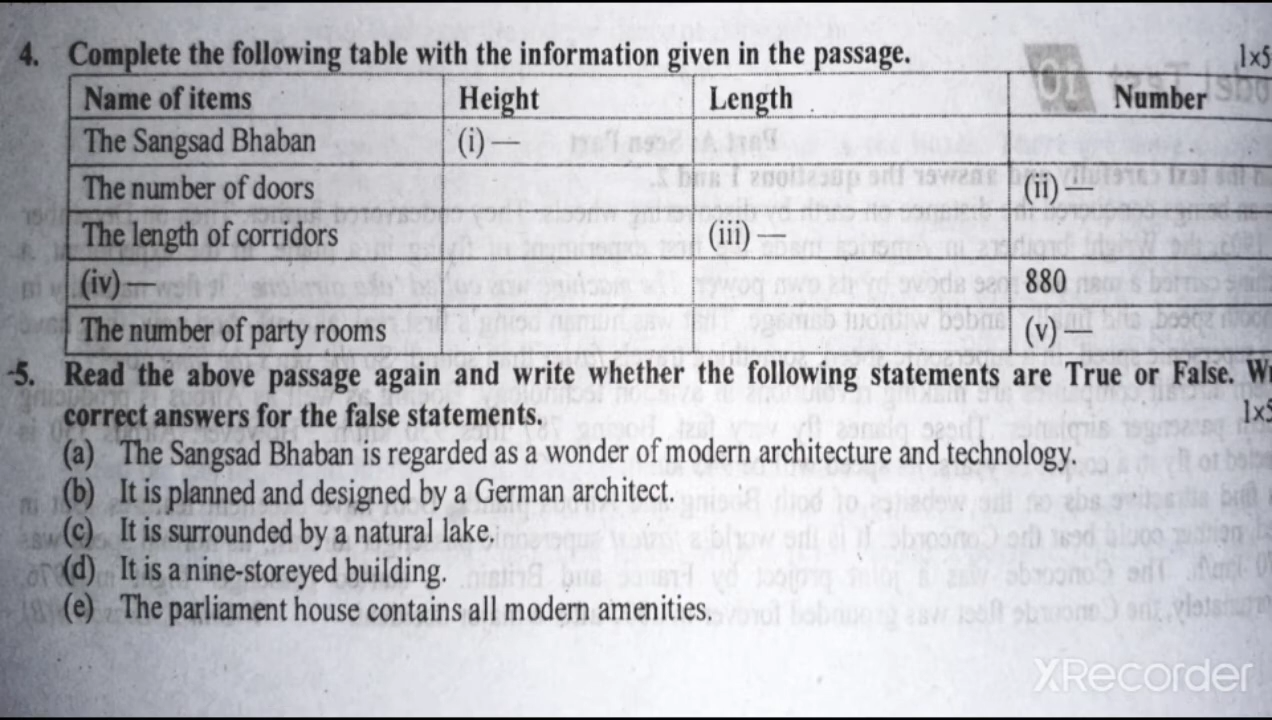 4. Complete the following table with the information given in the passage. 1x5
Name of items Height Length Number
The Sangsad Bhaban (i) —
The number of doors (ii) —
The length of corridors (iii) —
(iv) — 880
The number of party rooms (v) —
5. Read the above passage again and write whether the following statements are True or False.
correct answers for the false statements. 1x5
(a) The Sangsad Bhaban is regarded as a wonder of modern architecture and technology.
(b) It is planned and designed by a German architect.
(c) It is surrounded by a natural lake.
(d) It is a nine-storeyed building.
(e) The parliament house contains all modern amenities.
XRecorder